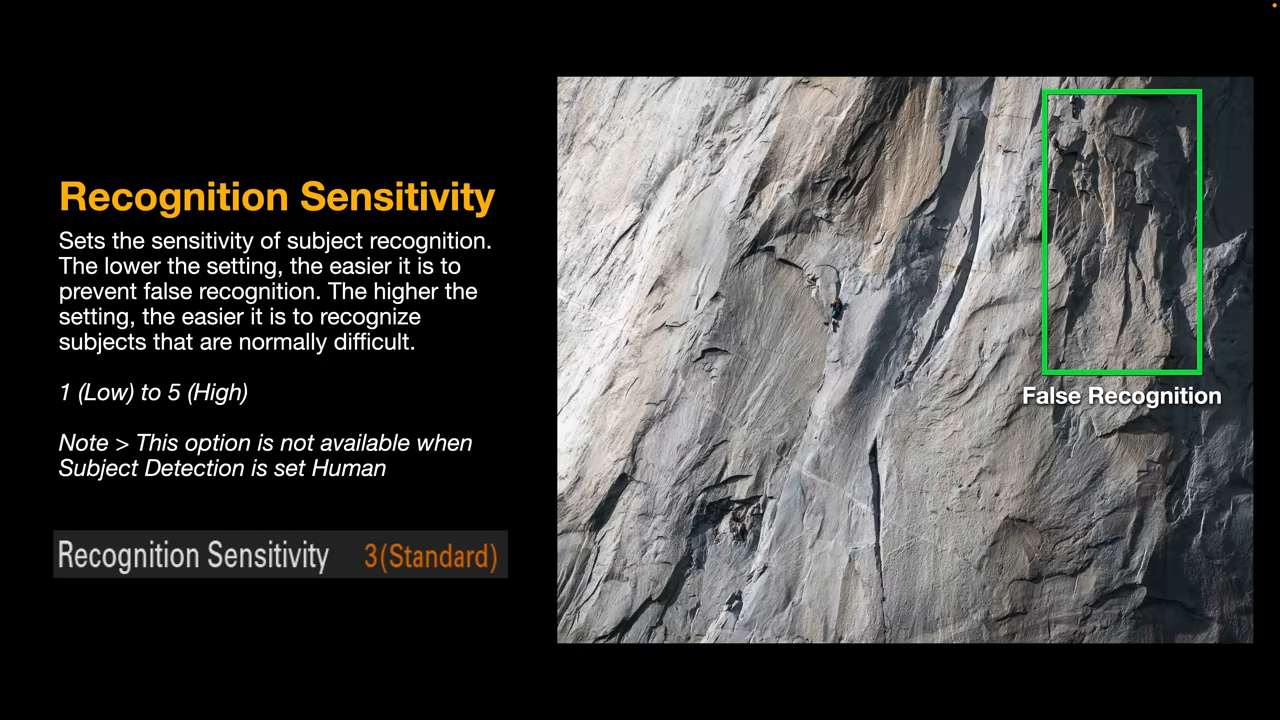 Recognition Sensitivity
Sets the sensitivity of subject recognition.
The lower the setting, the easier it is to
prevent false recognition. The higher the
setting, the easier it is to recognize
subjects that are normally difficult.
1 (Low) to 5 (High)
Note > This option is not available when
Subject Detection is set Human
Recognition Sensitivity 3(Standard)
False Recognition